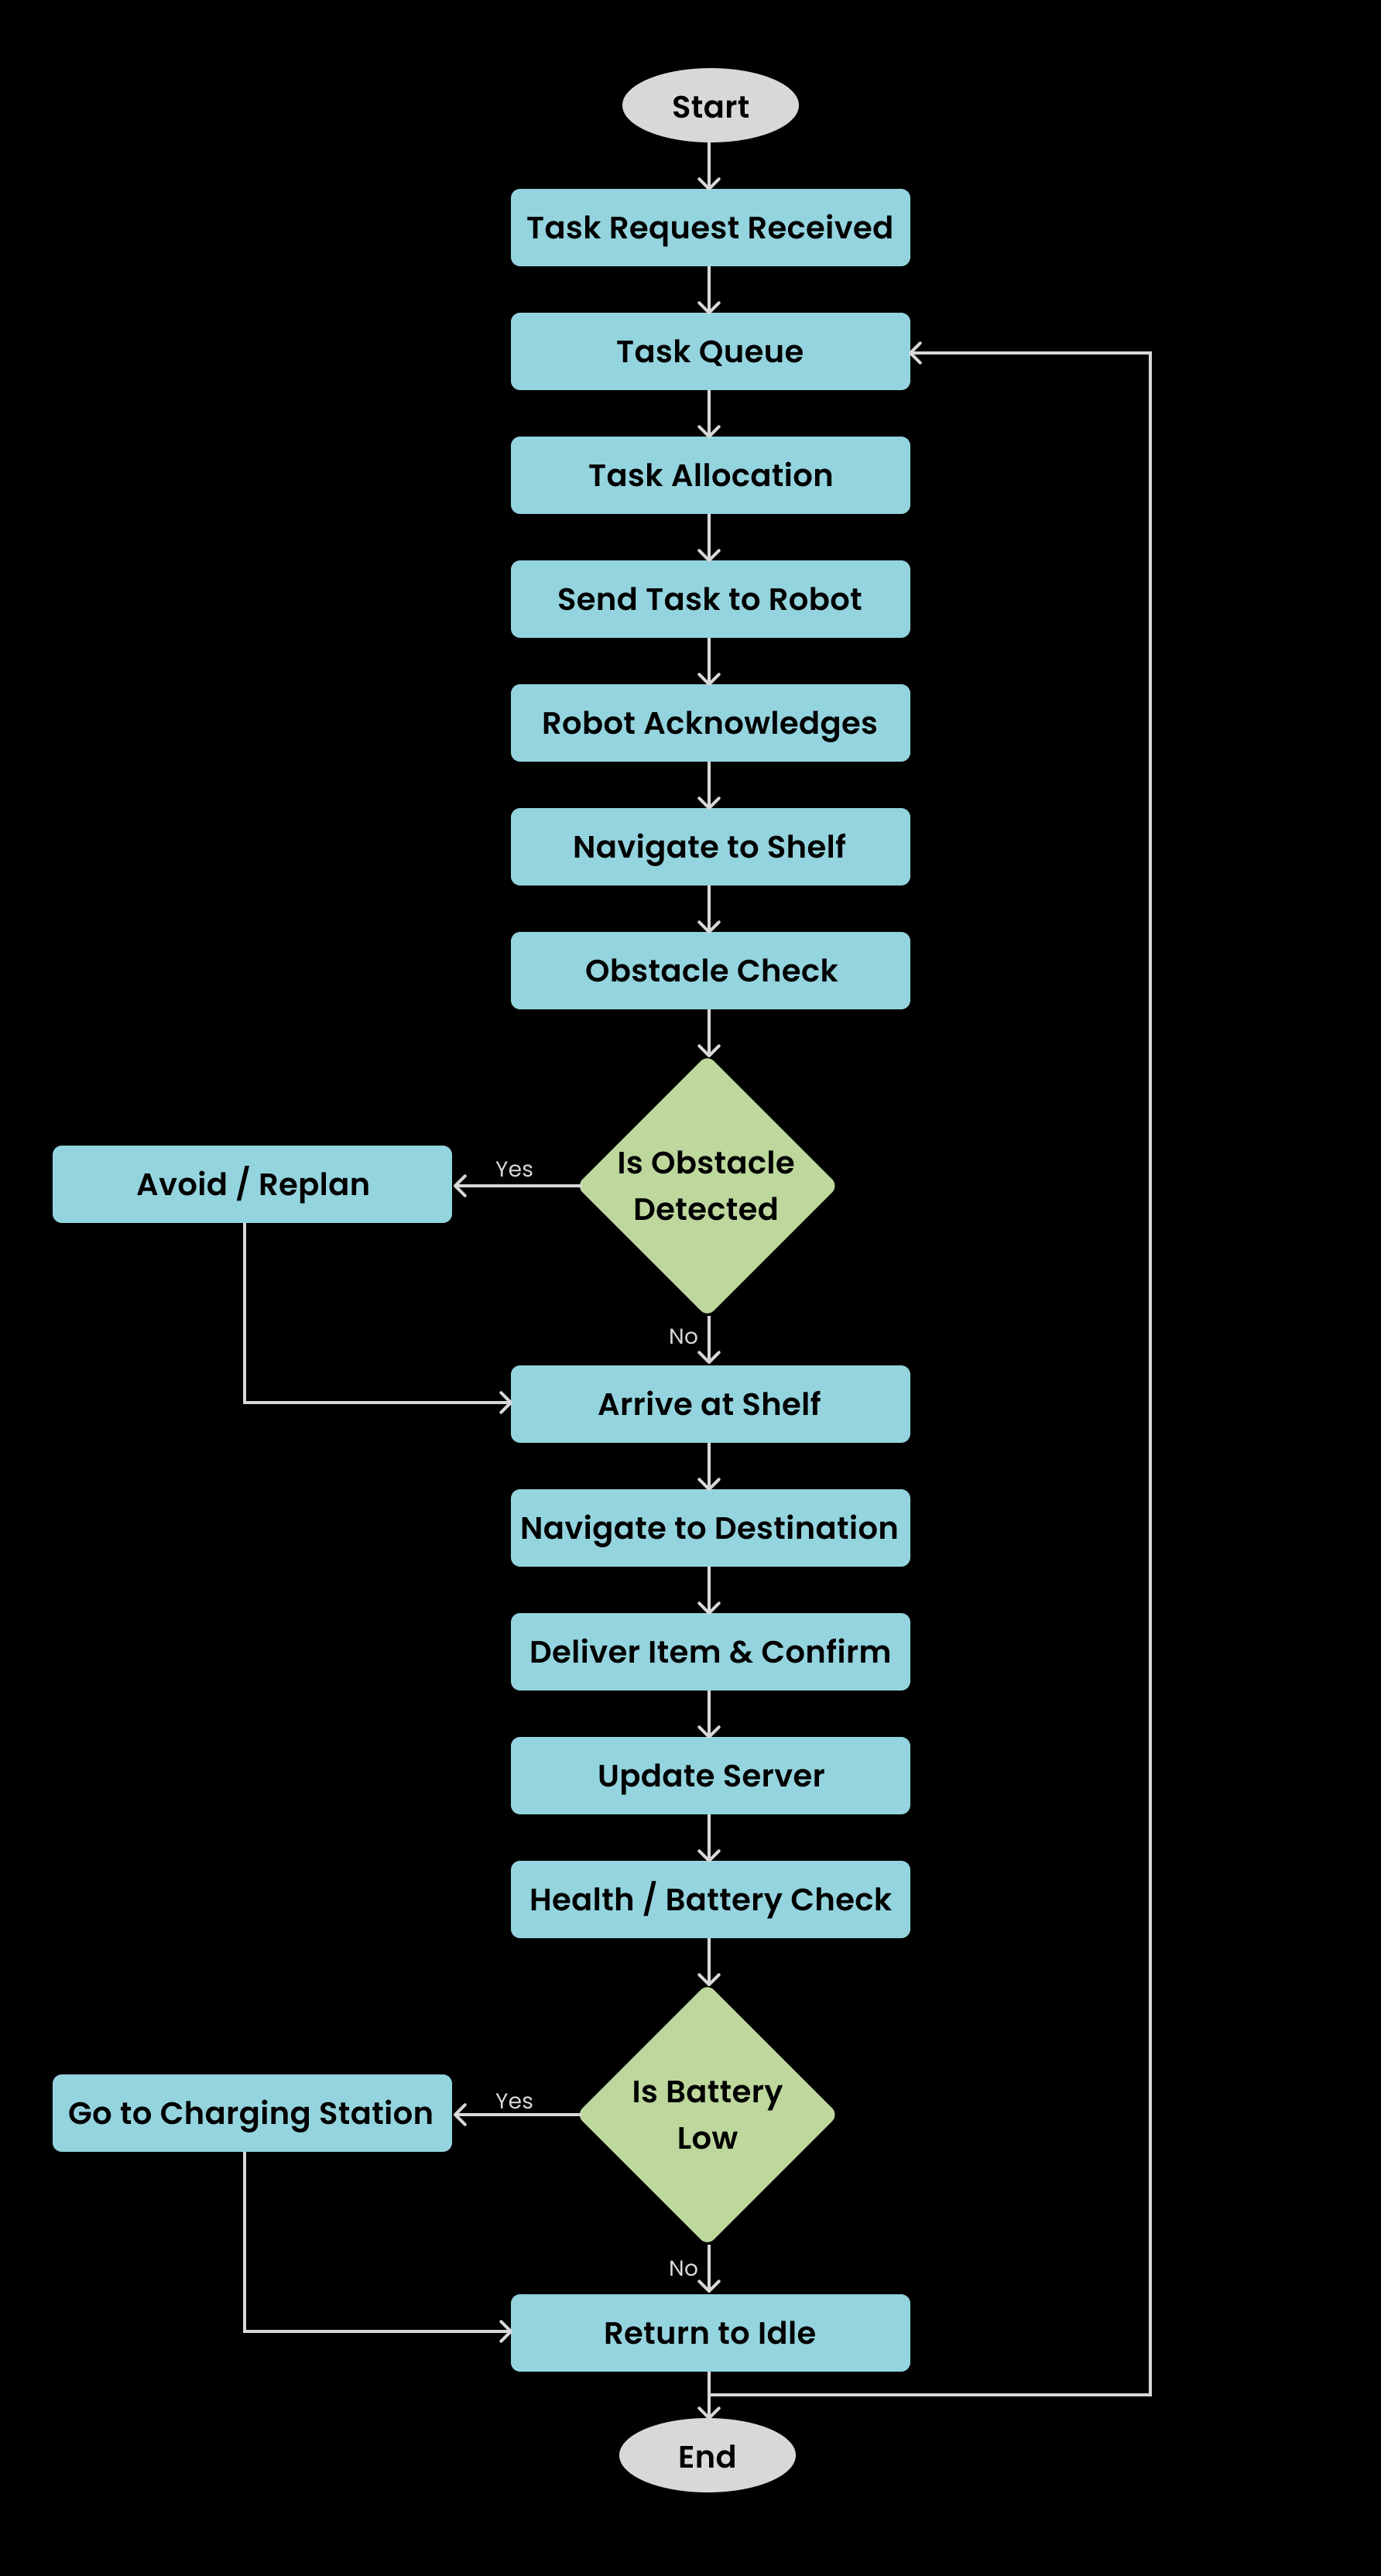 Start
Task Request Received
Task Queue
Task Allocation
Send Task to Robot
Robot Acknowledges
Navigate to Shelf
Obstacle Check
Is Obstacle
Detected
Yes
Avoid / Replan
No
Arrive at Shelf
Navigate to Destination
Deliver Item & Confirm
Update Server
Health / Battery Check
Is Battery
Low
Yes
Go to Charging Station
No
Return to Idle
End